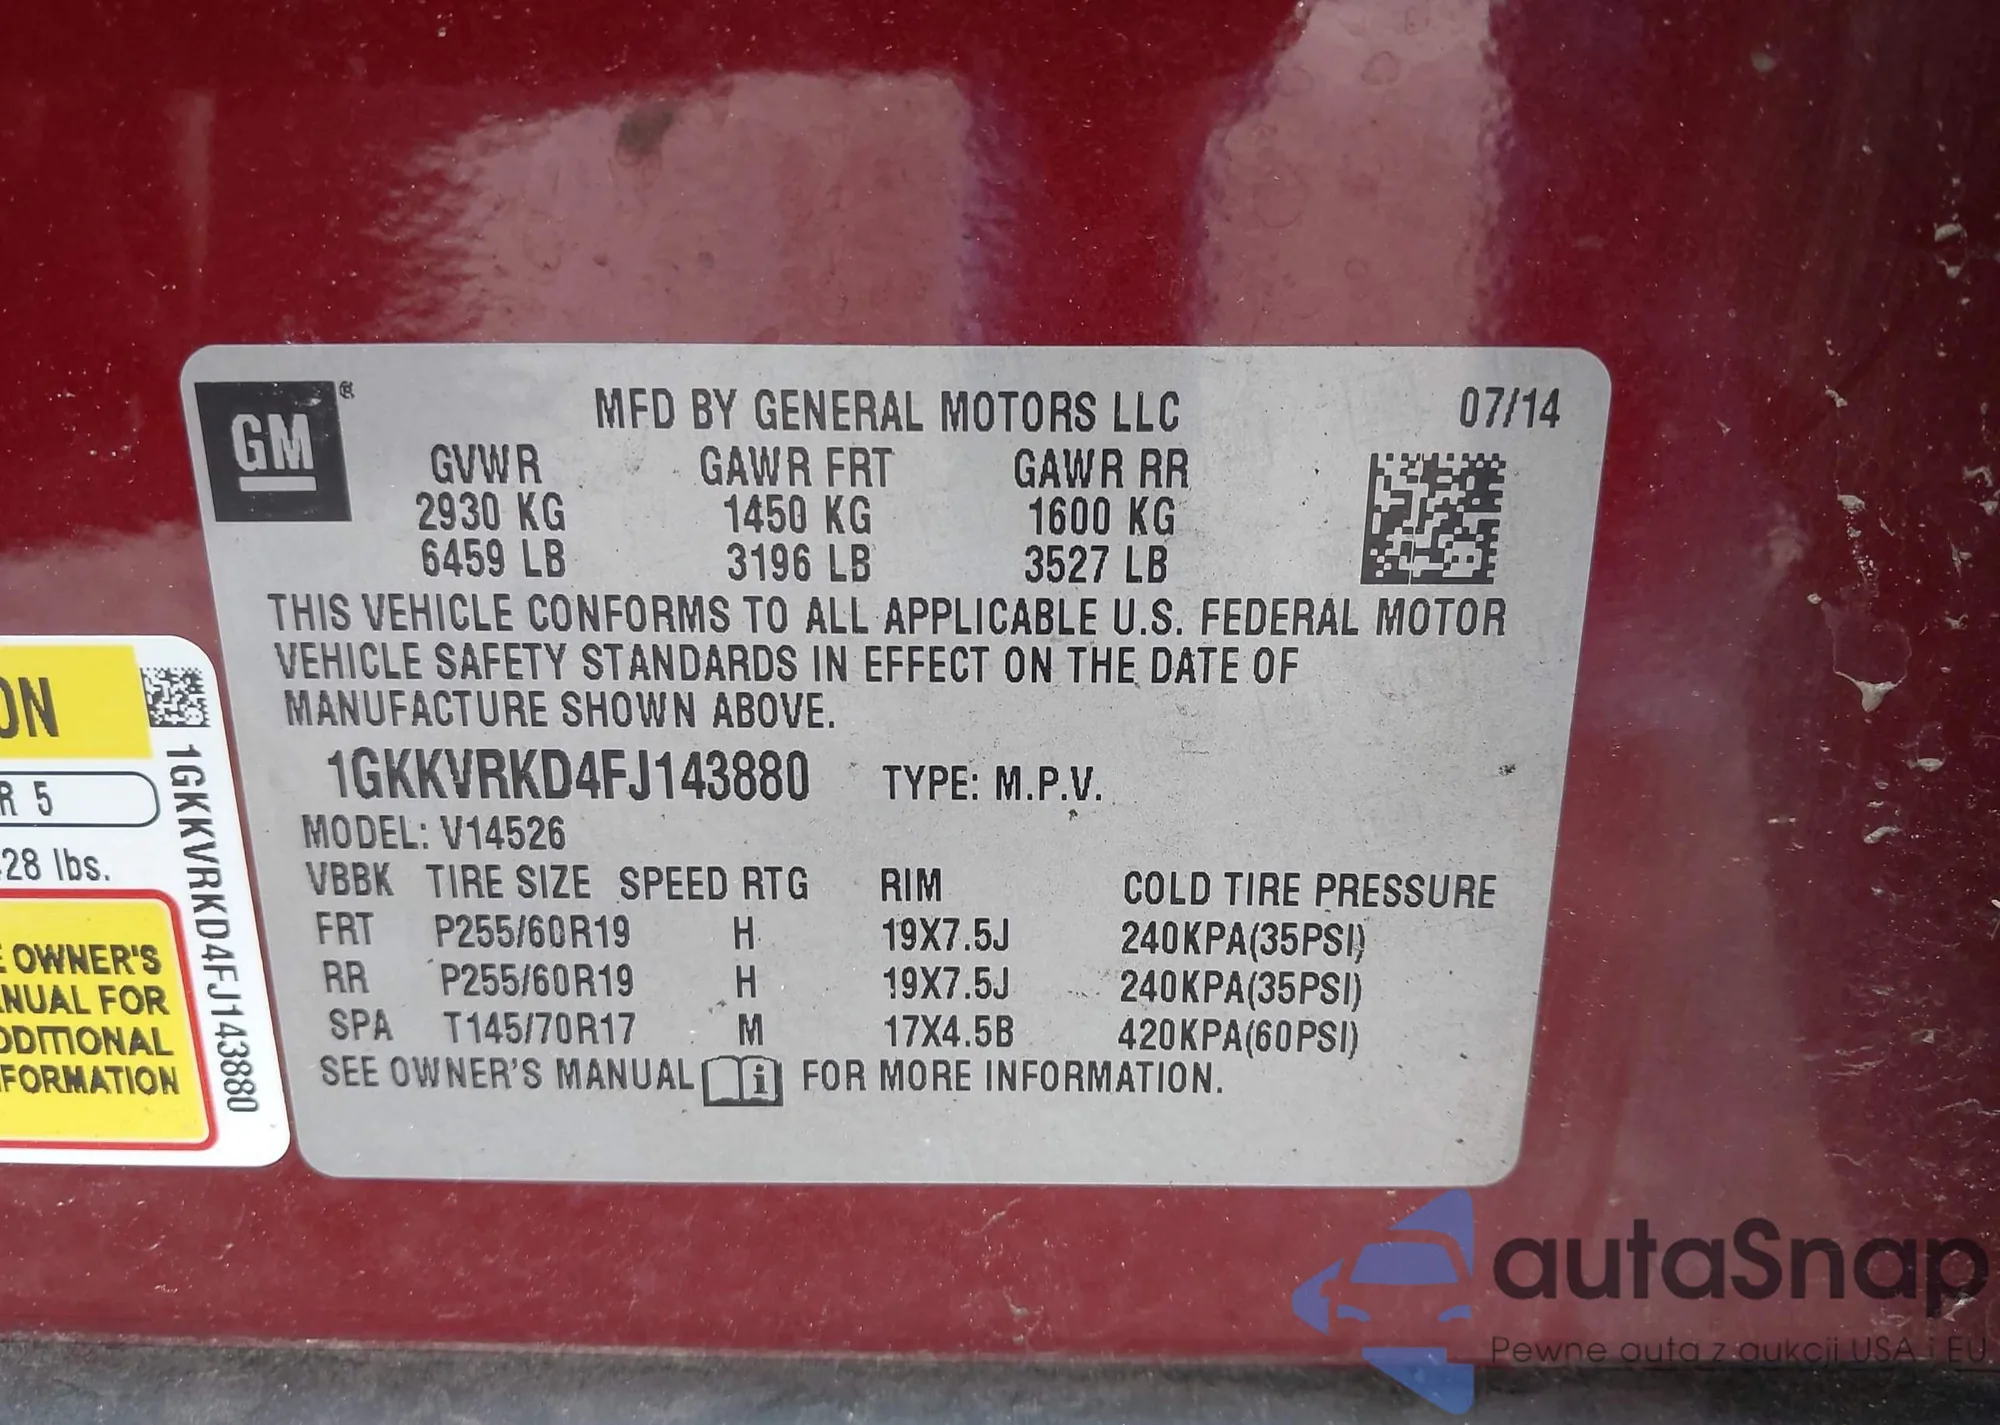 GM ®
MFD BY GENERAL MOTORS LLC 07/14
GVWR GAWR FRT GAWR RR
2930 KG 1450 KG 1600 KG
6459 LB 3196 LB 3527 LB
THIS VEHICLE CONFORMS TO ALL APPLICABLE U.S. FEDERAL MOTOR
VEHICLE SAFETY STANDARDS IN EFFECT ON THE DATE OF
MANUFACTURE SHOWN ABOVE.
1GKKVRKD4FJ143880 TYPE: M.P.V.
MODEL: V14526
VBBK TIRE SIZE SPEED RTG RIM COLD TIRE PRESSURE
FRT P255/60R19 H 19X7.5J 240KPA(35PSI)
RR P255/60R19 H 19X7.5J 240KPA(35PSI)
SPA T145/70R17 M 17X4.5B 420KPA(60PSI)
SEE OWNER'S MANUAL i FOR MORE INFORMATION.
ON
R 5
28 lbs.
E OWNER'S
NUAL FOR
DDITIONAL
FORMATION
1GKKVRKD4FJ143880
autaSnap
Pewne auta z aukcji USA i EU